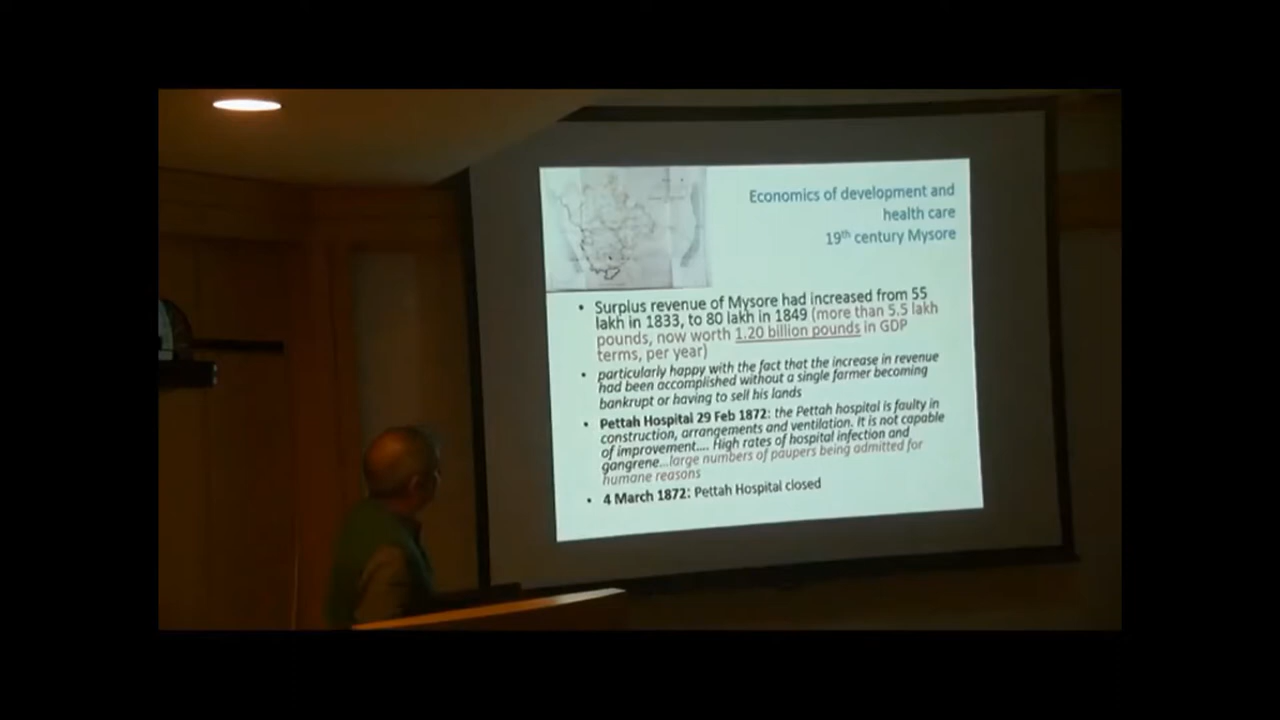 Economics of development and
health care
19th century Mysore
• Surplus revenue of Mysore had increased from 55
lakh in 1833, to 80 lakh in 1849 (more than 5.5 lakh
pounds, now worth 1.20 billion pounds in GDP
terms, per year)
• particularly happy with the fact that the increase in revenue
had been accomplished without a single farmer becoming
bankrupt or having to sell his lands
• Pettah Hospital 29 Feb 1872: the Pettah hospital is faulty in
construction, arrangements and ventilation. It is not capable
of improvement.... High rates of hospital infection and
gangrene...large numbers of paupers being admitted for
humane reasons
• 4 March 1872: Pettah Hospital closed